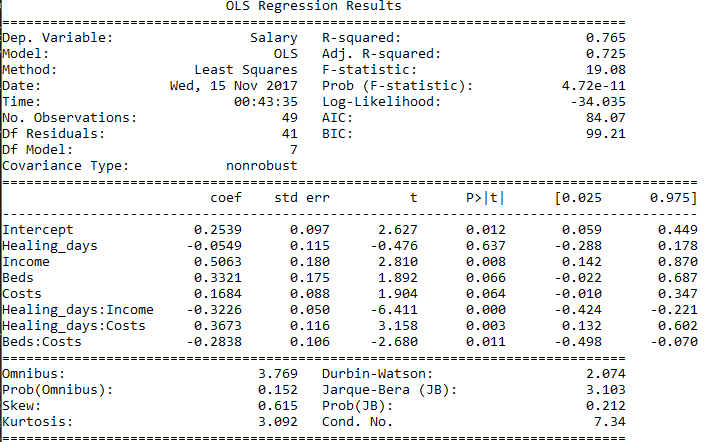 OLS Regression Results
==============================================================================
Dep. Variable:                 Salary   R-squared:                       0.765
Model:                            OLS   Adj. R-squared:                  0.725
Method:                 Least Squares   F-statistic:                     19.08
Date:                Wed, 15 Nov 2017   Prob (F-statistic):           4.72e-11
Time:                        00:43:35   Log-Likelihood:                -34.035
No. Observations:                  49   AIC:                             84.07
Df Residuals:                      41   BIC:                             99.21
Df Model:                           7
Covariance Type:            nonrobust
=======================================================================================
                          coef    std err          t      P>|t|      [0.025      0.975]
---------------------------------------------------------------------------------------
Intercept               0.2539      0.097      2.627      0.012       0.059       0.449
Healing_days           -0.0549      0.115     -0.476      0.637      -0.288       0.178
Income                  0.5063      0.180      2.810      0.008       0.142       0.870
Beds                    0.3321      0.175      1.892      0.066      -0.022       0.687
Costs                   0.1684      0.088      1.904      0.064      -0.010       0.347
Healing_days:Income    -0.3226      0.050     -6.411      0.000      -0.424      -0.221
Healing_days:Costs      0.3673      0.116      3.158      0.003       0.132       0.602
Beds:Costs             -0.2838      0.106     -2.680      0.011      -0.498      -0.070
==============================================================================
Omnibus:                        3.769   Durbin-Watson:                   2.074
Prob(Omnibus):                  0.152   Jarque-Bera (JB):                3.103
Skew:                           0.615   Prob(JB):                        0.212
Kurtosis:                       3.092   Cond. No.                         7.34
==============================================================================